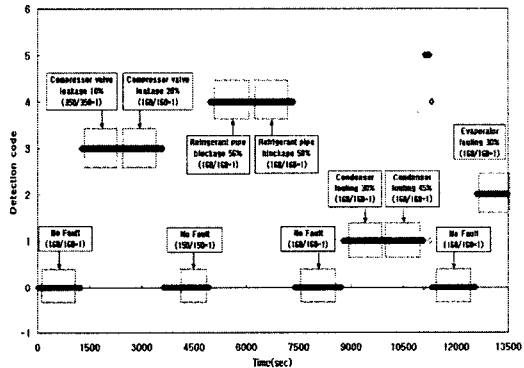 6
5
4
3
2
1
0
-1
Detection code
Compressor valve
leakage 10%
(350/350=1)
Compressor valve
leakage 20%
(160/160=1)
Refrigerant pipe
blockage 56%
(160/160=1)
Refrigerant pipe
blockage 58%
(160/160=1)
Evaporator
fouling 30%
(160/160=1)
Condenser
fouling 30%
(160/160=1)
Condenser
fouling 45%
(160/160=1)
No Fault
(160/160=1)
No Fault
(150/150=1)
No Fault
(160/160=1)
No Fault
(160/160=1)
0
1500
3000
4500
6000
7500
9000
10500
12000
13500
Time(sec)